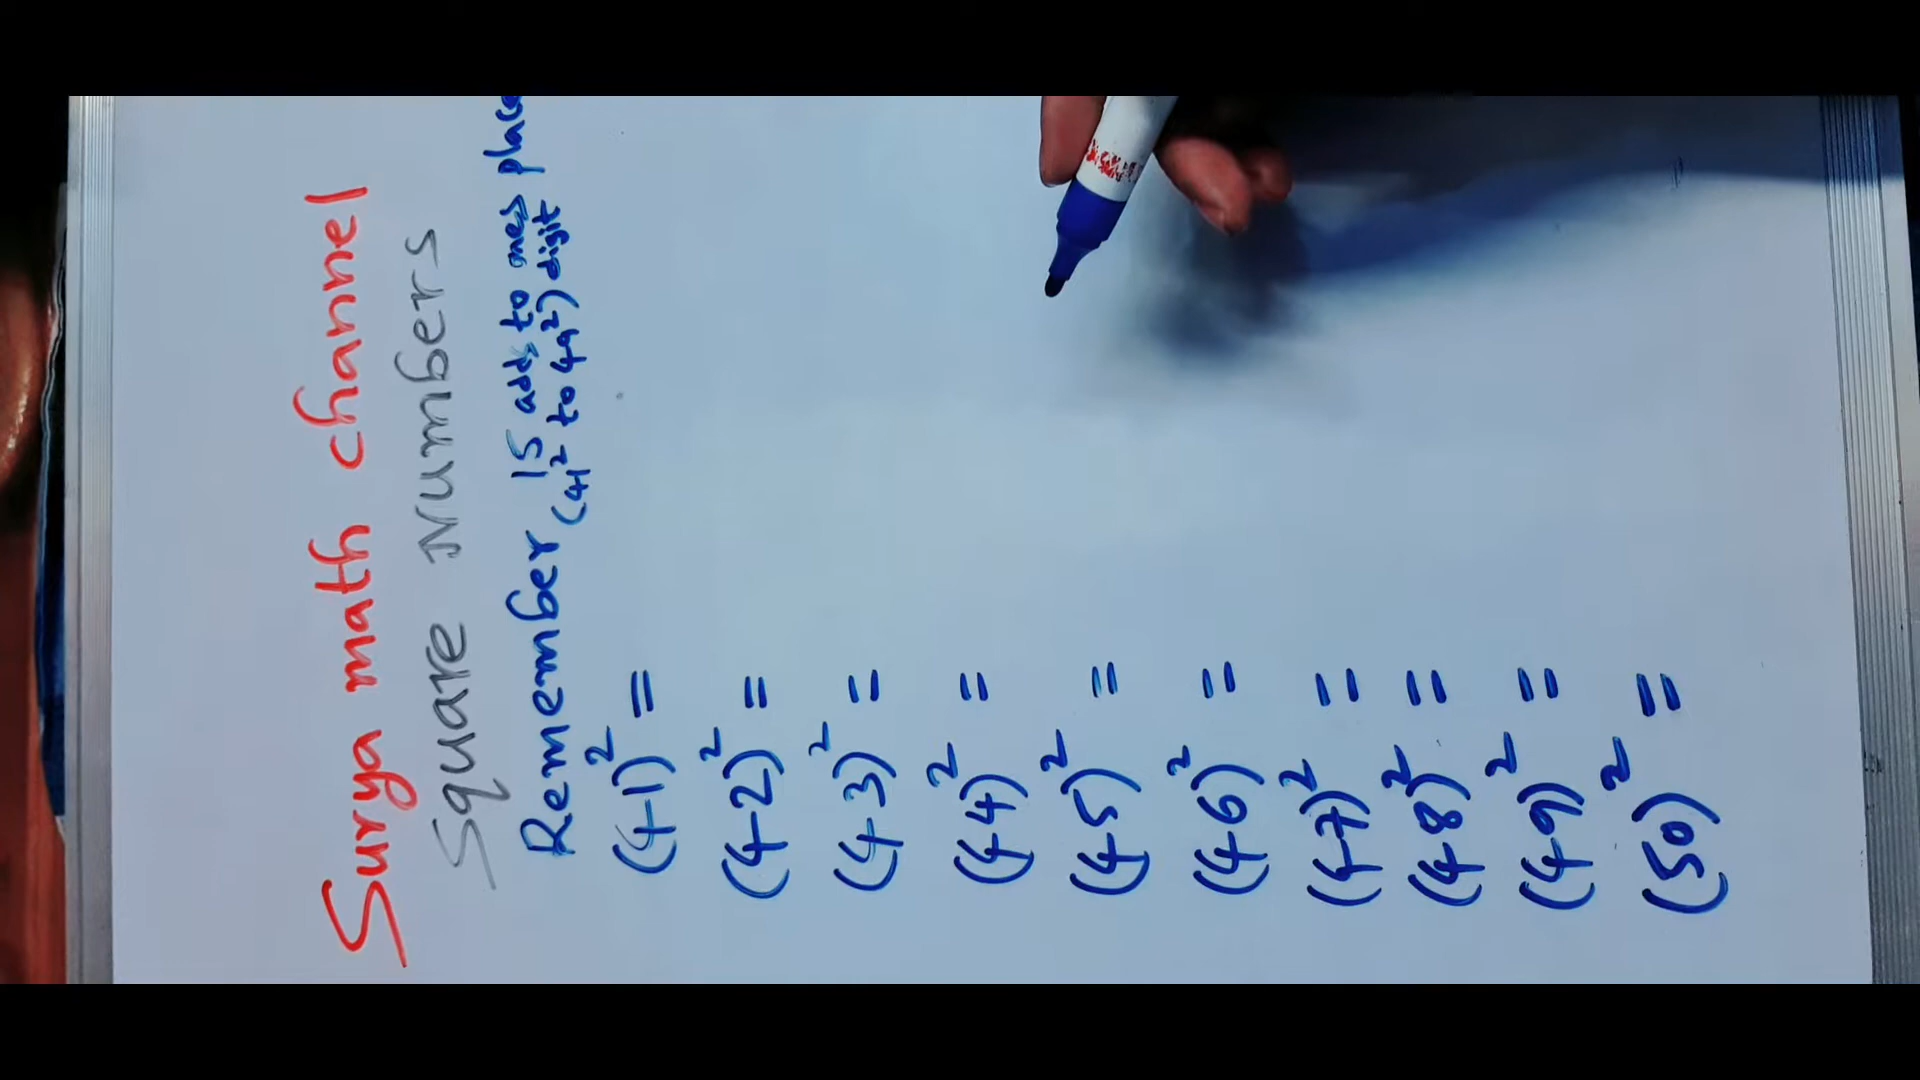 Surya math channel
Square Numbers
Remember 15 adds to ones place
(41² to 49²) digit
(41)² =
(42)² =
(43)² =
(44)² =
(45)² =
(46)² =
(47)² =
(48)² =
(49)² =
(50)² =